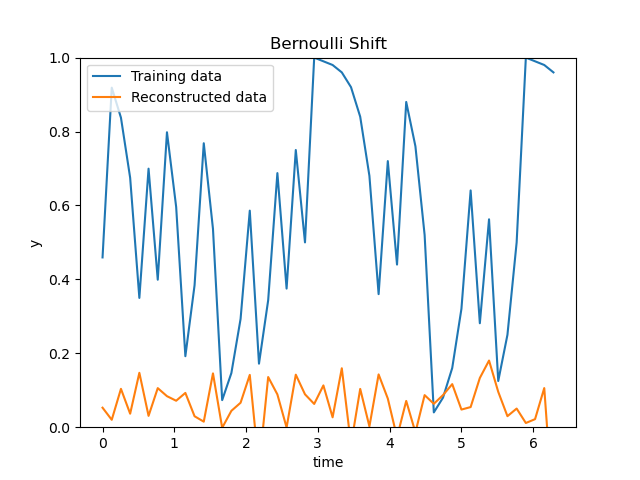 Bernoulli Shift
Training data
Reconstructed data
1.0
0.8
0.6
0.4
0.2
0.0
y
0 1 2 3 4 5 6
time